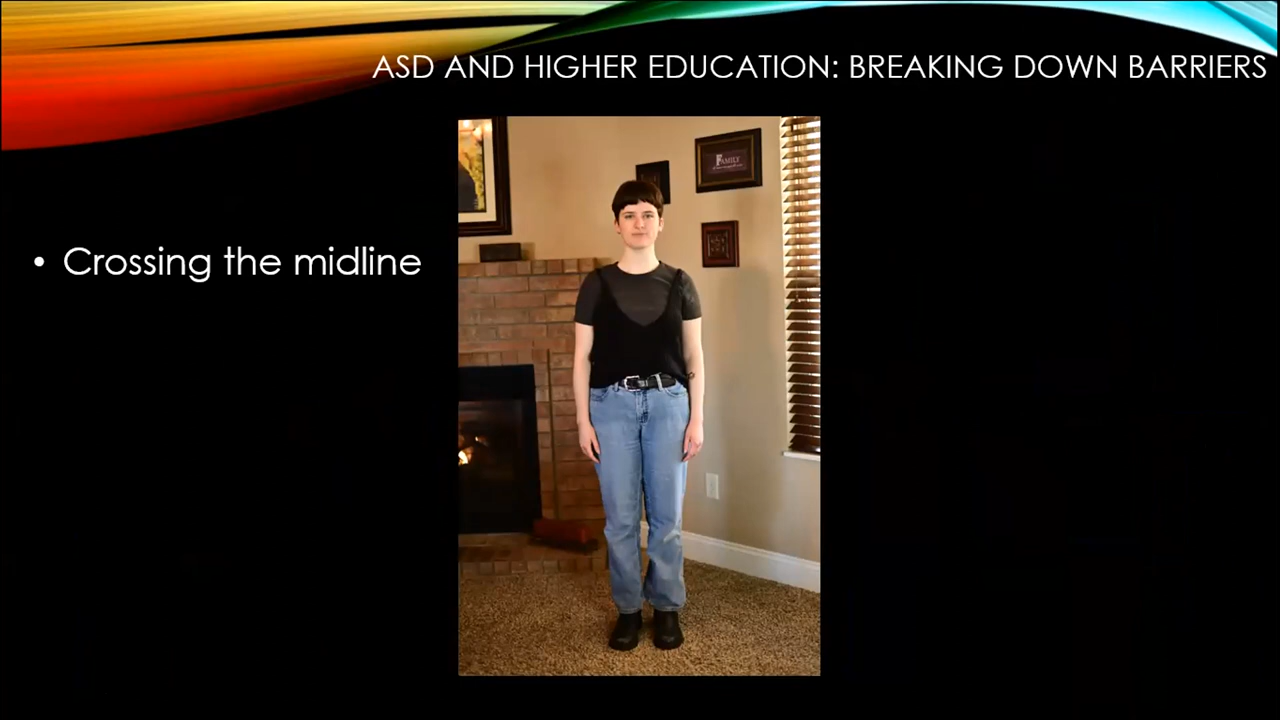 ASD AND HIGHER EDUCATION: BREAKING DOWN BARRIERS
FAMILY
• Crossing the midline